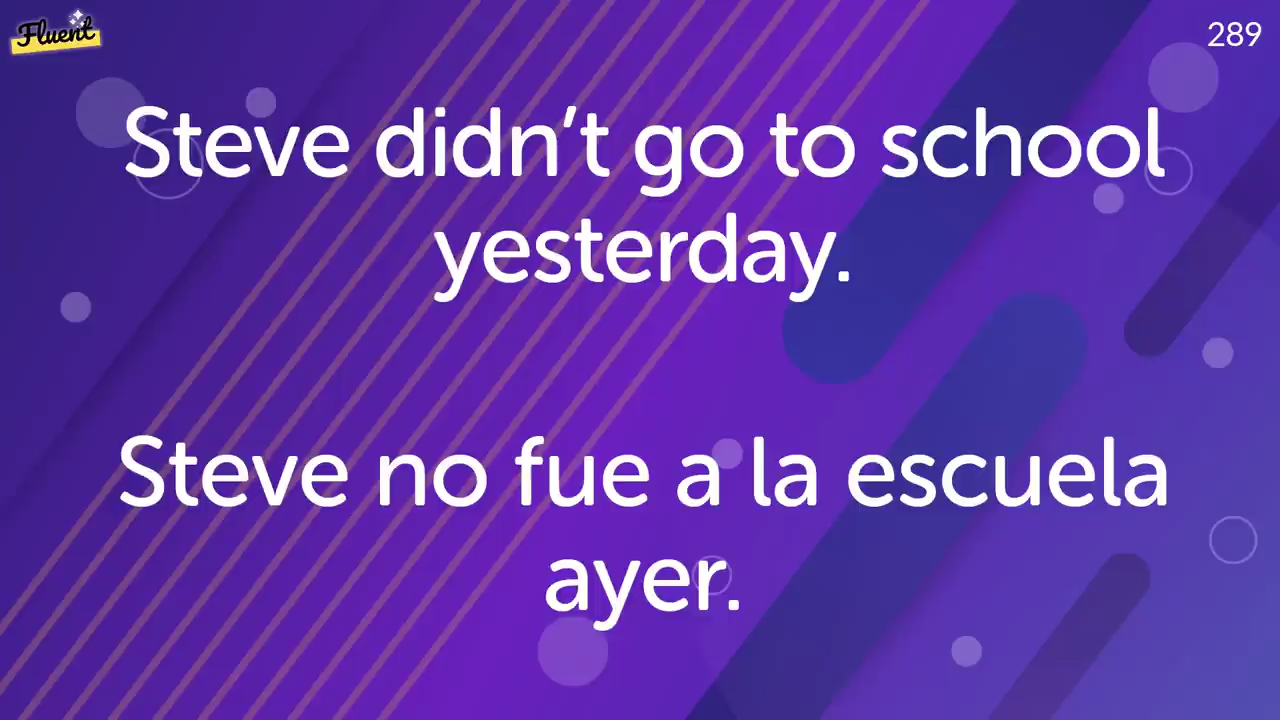 Fluent
289
Steve didn’t go to school
yesterday.
Steve no fue a la escuela
ayer.